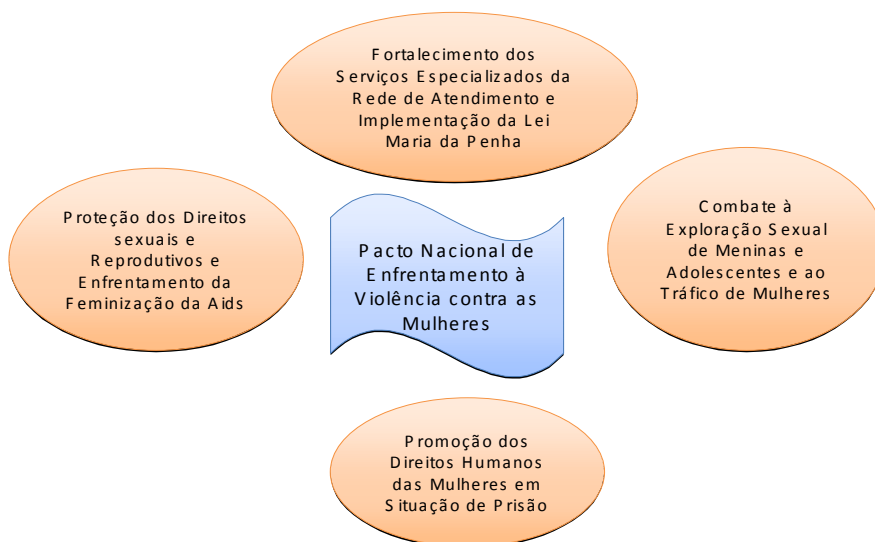 Fortalecimento dos
Serviços Especializados da
Rede de Atendimento e
Implementação da Lei
Maria da Penha
Proteção dos Direitos
sexuais e
Reprodutivos e
Enfrentamento da
Feminização da Aids
Pacto Nacional de
Enfrentamento à
Violência contra as
Mulheres
Combate à
Exploração Sexual
de Meninas e
Adolescentes e ao
Tráfico de Mulheres
Promoção dos
Direitos Humanos
das Mulheres em
Situação de Prisão